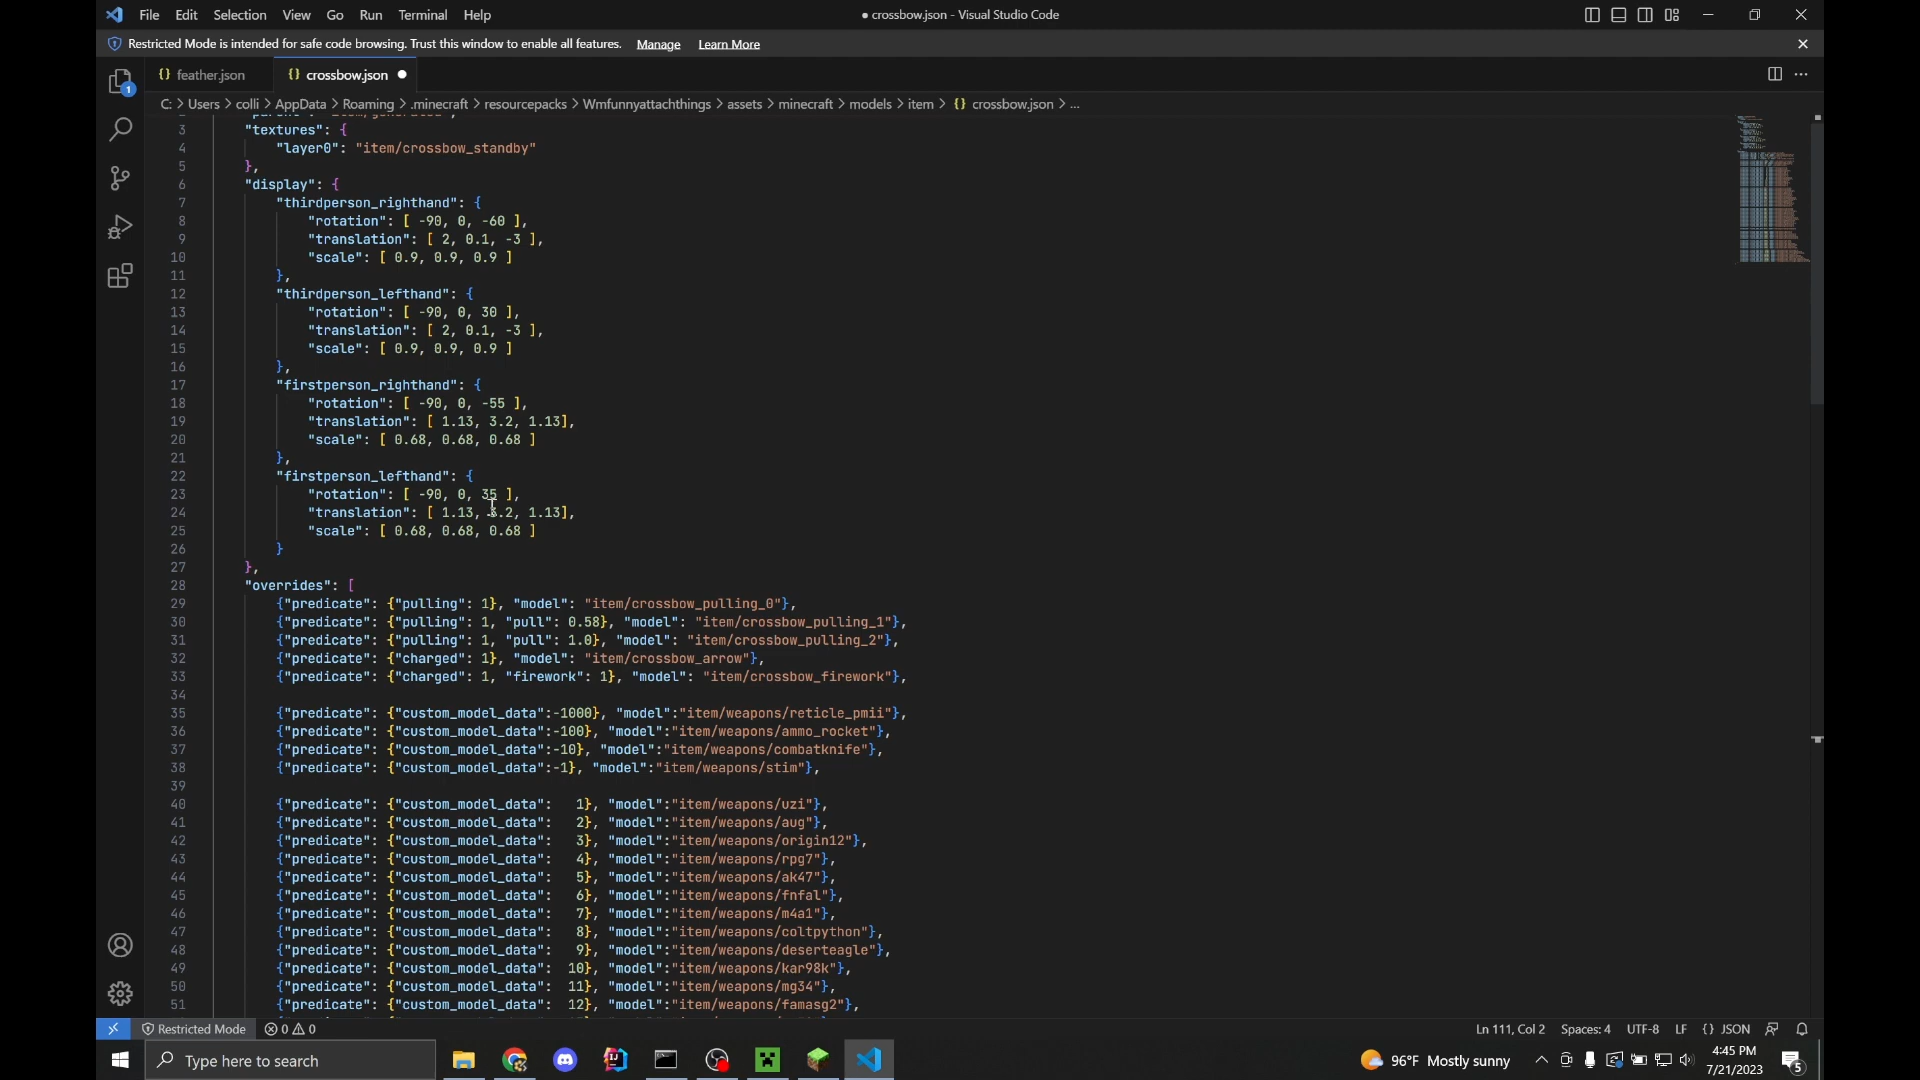 File Edit Selection View Go Run Terminal Help
● crossbow.json - Visual Studio Code
Restricted Mode is intended for safe code browsing. Trust this window to enable all features. Manage Learn More
{} feather.json
{} crossbow.json ●
C: > Users > colli > AppData > Roaming > .minecraft > resourcepacks > Wmfunnyattachthings > assets > minecraft > models > item > {} crossbow.json > ...
3 "textures": {
4 "layer0": "item/crossbow_standby"
5 },
6 "display": {
7 "thirdperson_righthand": {
8 "rotation": [ -90, 0, -60 ],
9 "translation": [ 2, 0.1, -3 ],
10 "scale": [ 0.9, 0.9, 0.9 ]
11 },
12 "thirdperson_lefthand": {
13 "rotation": [ -90, 0, 30 ],
14 "translation": [ 2, 0.1, -3 ],
15 "scale": [ 0.9, 0.9, 0.9 ]
16 },
17 "firstperson_righthand": {
18 "rotation": [ -90, 0, -55 ],
19 "translation": [ 1.13, 3.2, 1.13],
20 "scale": [ 0.68, 0.68, 0.68 ]
21 },
22 "firstperson_lefthand": {
23 "rotation": [ -90, 0, 35 ],
24 "translation": [ 1.13, 3.2, 1.13],
25 "scale": [ 0.68, 0.68, 0.68 ]
26 }
27 },
28 "overrides": [
29 {"predicate": {"pulling": 1}, "model": "item/crossbow_pulling_0"},
30 {"predicate": {"pulling": 1, "pull": 0.58}, "model": "item/crossbow_pulling_1"},
31 {"predicate": {"pulling": 1, "pull": 1.0}, "model": "item/crossbow_pulling_2"},
32 {"predicate": {"charged": 1}, "model": "item/crossbow_arrow"},
33 {"predicate": {"charged": 1, "firework": 1}, "model": "item/crossbow_firework"},
34
35 {"predicate": {"custom_model_data":-1000}, "model":"item/weapons/reticle_pmii"},
36 {"predicate": {"custom_model_data":-100}, "model":"item/weapons/ammo_rocket"},
37 {"predicate": {"custom_model_data":-10}, "model":"item/weapons/combatknife"},
38 {"predicate": {"custom_model_data":-1}, "model":"item/weapons/stim"},
39
40 {"predicate": {"custom_model_data":   1}, "model":"item/weapons/uzi"},
41 {"predicate": {"custom_model_data":   2}, "model":"item/weapons/aug"},
42 {"predicate": {"custom_model_data":   3}, "model":"item/weapons/origin12"},
43 {"predicate": {"custom_model_data":   4}, "model":"item/weapons/rpg7"},
44 {"predicate": {"custom_model_data":   5}, "model":"item/weapons/ak47"},
45 {"predicate": {"custom_model_data":   6}, "model":"item/weapons/fnfal"},
46 {"predicate": {"custom_model_data":   7}, "model":"item/weapons/m4a1"},
47 {"predicate": {"custom_model_data":   8}, "model":"item/weapons/coltpython"},
48 {"predicate": {"custom_model_data":   9}, "model":"item/weapons/deserteagle"},
49 {"predicate": {"custom_model_data":  10}, "model":"item/weapons/kar98k"},
50 {"predicate": {"custom_model_data":  11}, "model":"item/weapons/mg34"},
51 {"predicate": {"custom_model_data":  12}, "model":"item/weapons/famasg2"},
Restricted Mode 0 0 Ln 111, Col 2 Spaces: 4 UTF-8 LF {} JSON
Type here to search
96°F Mostly sunny
4:45 PM
7/21/2023
5